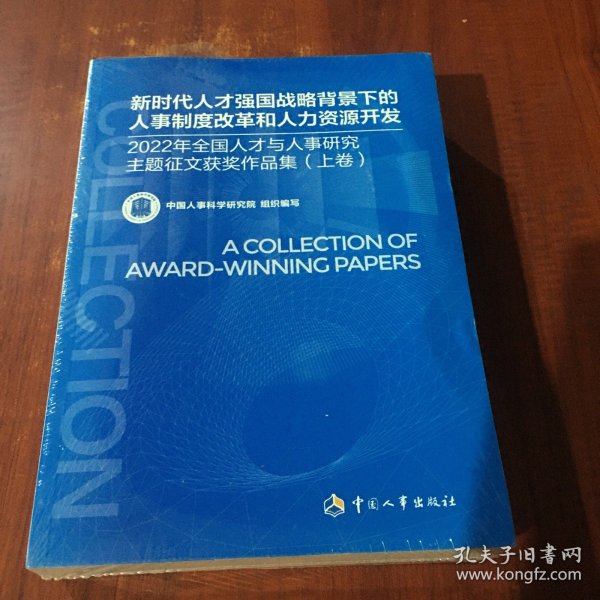 新时代人才强国战略背景下的
人事制度改革和人力资源开发
2022年全国人才与人事研究
主题征文获奖作品集（上卷）
中国人事科学研究院 组织编写
A COLLECTION OF
AWARD-WINNING PAPERS
COLLECTION
中国人事出版社
孔夫子旧书网
www.kongfz.com